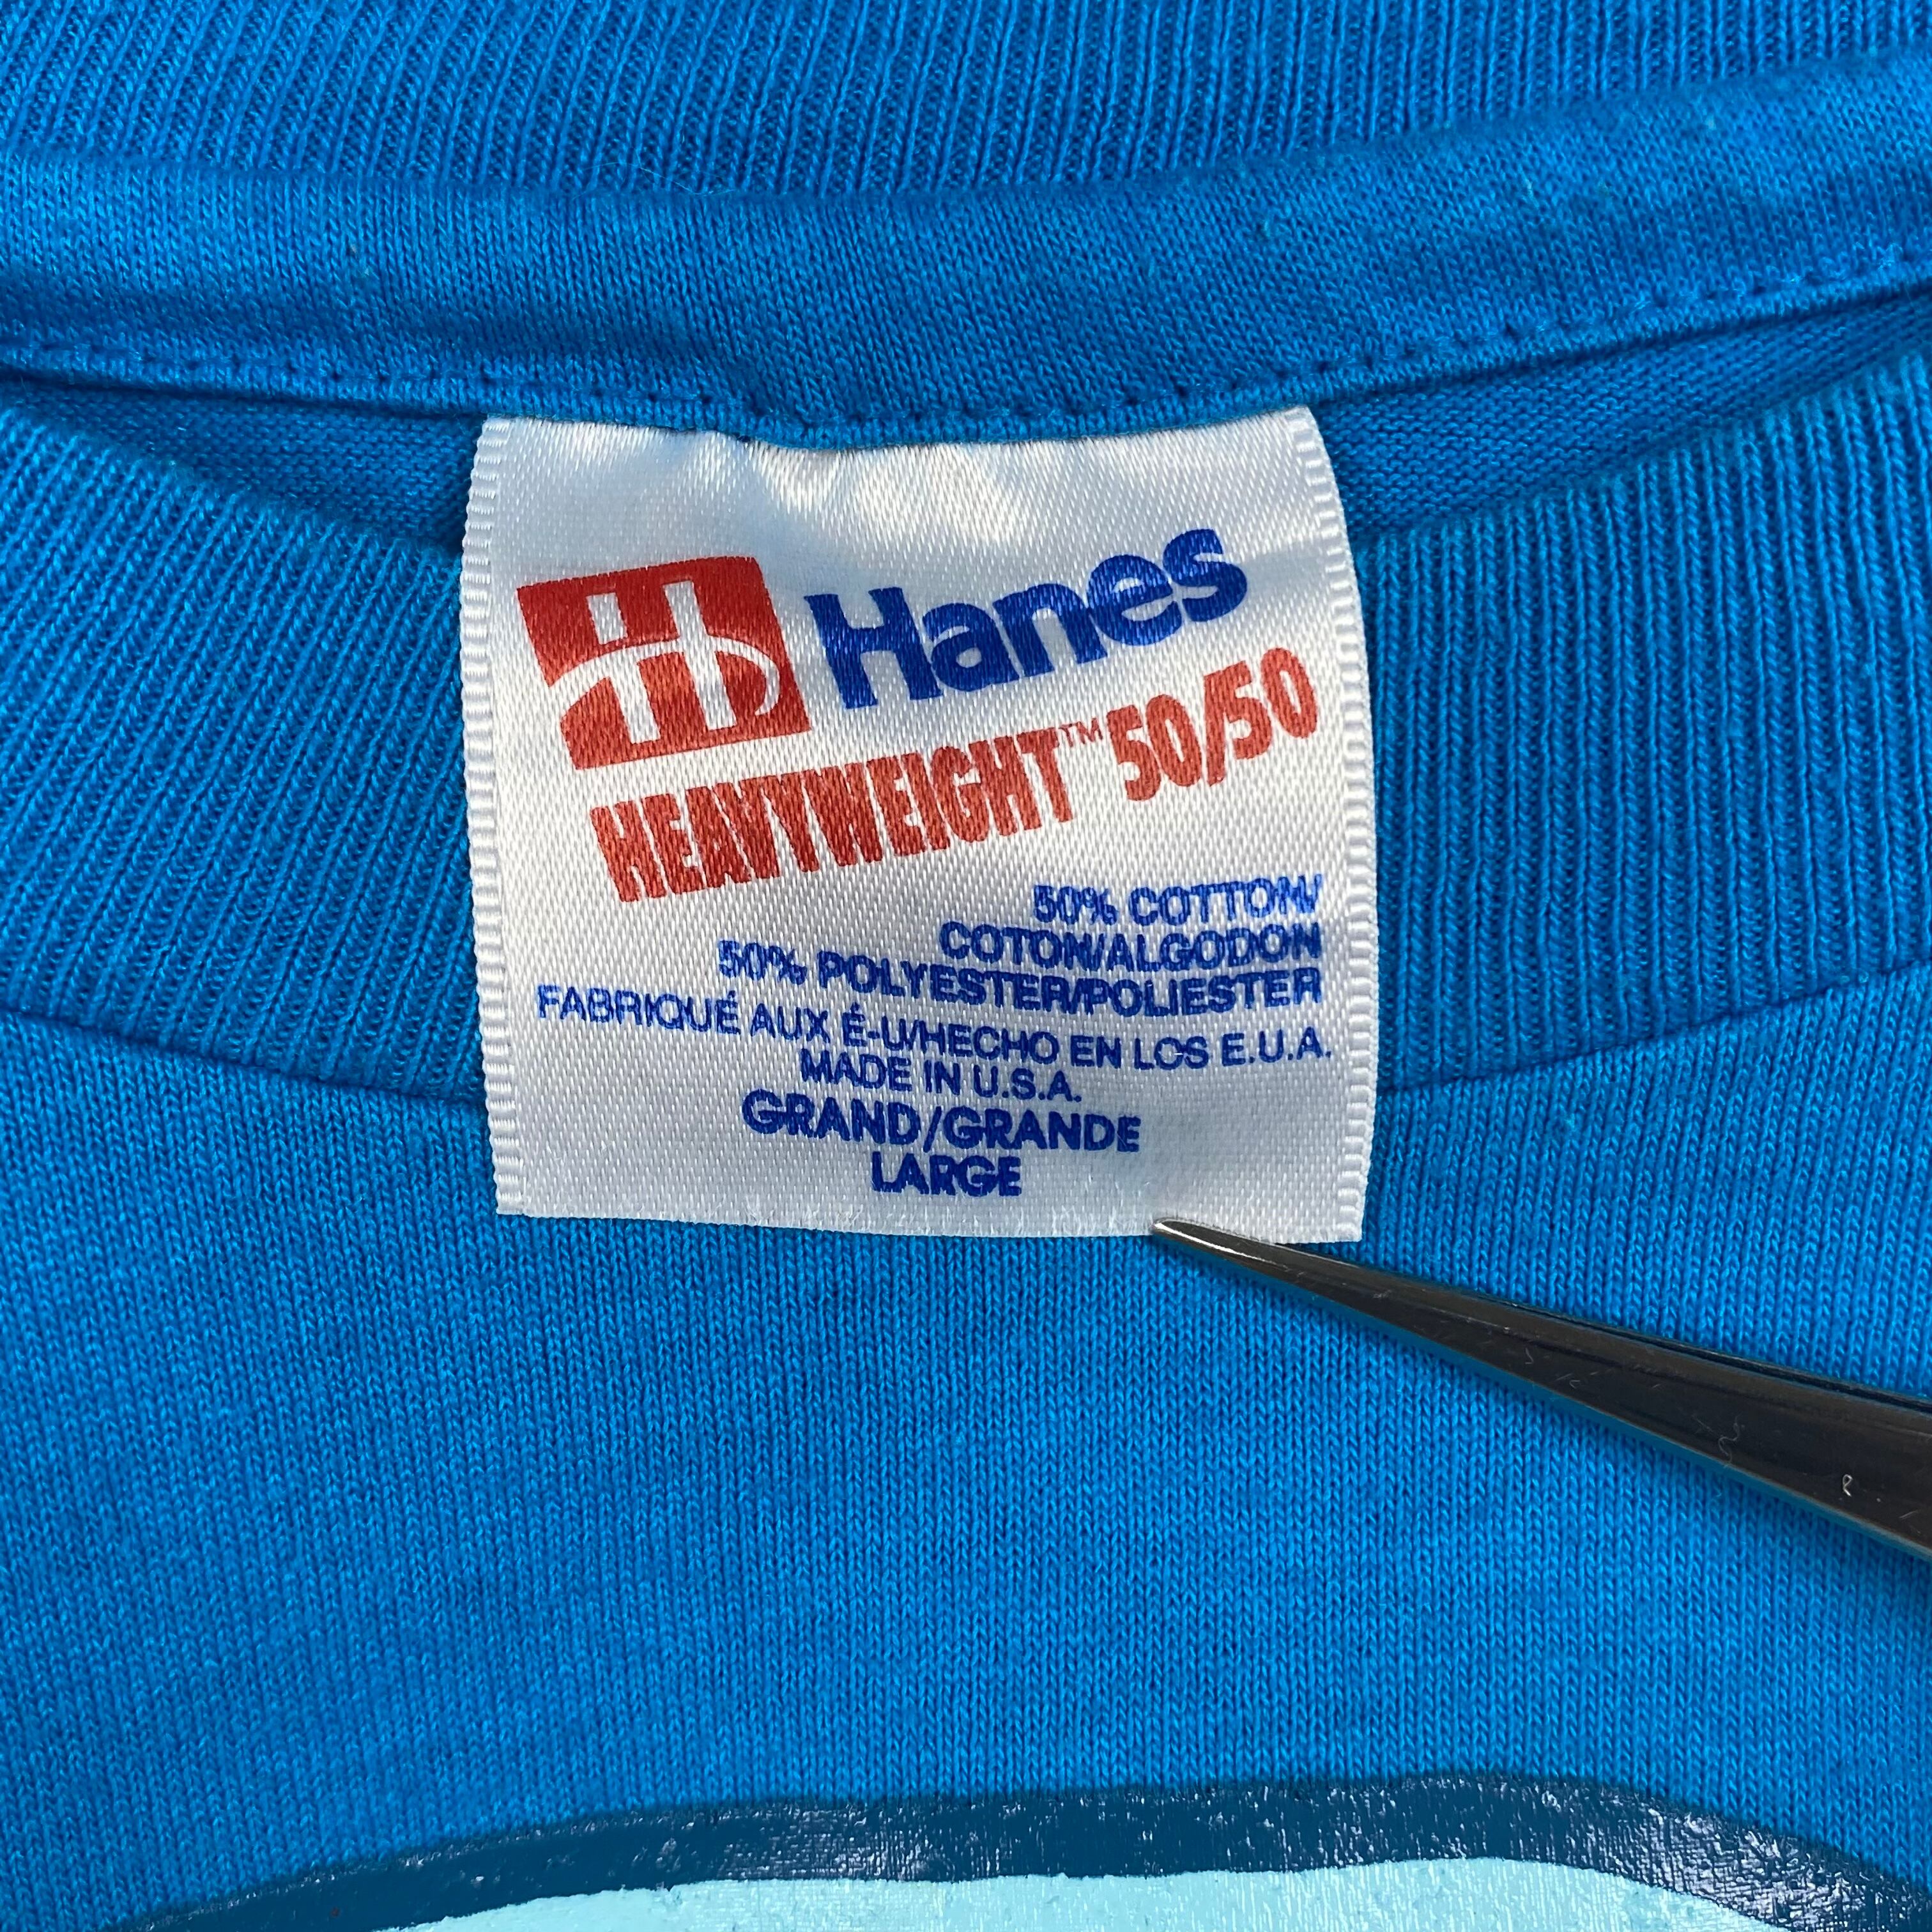 Hanes
HEAVYWEIGHT™ 50/50
50% COTTON/
COTON/ALGODON
50% POLYESTER/POLIESTER
FABRIQUÉ AUX É-U/HECHO EN LOS E.U.A.
MADE IN U.S.A.
GRAND/GRANDE
LARGE